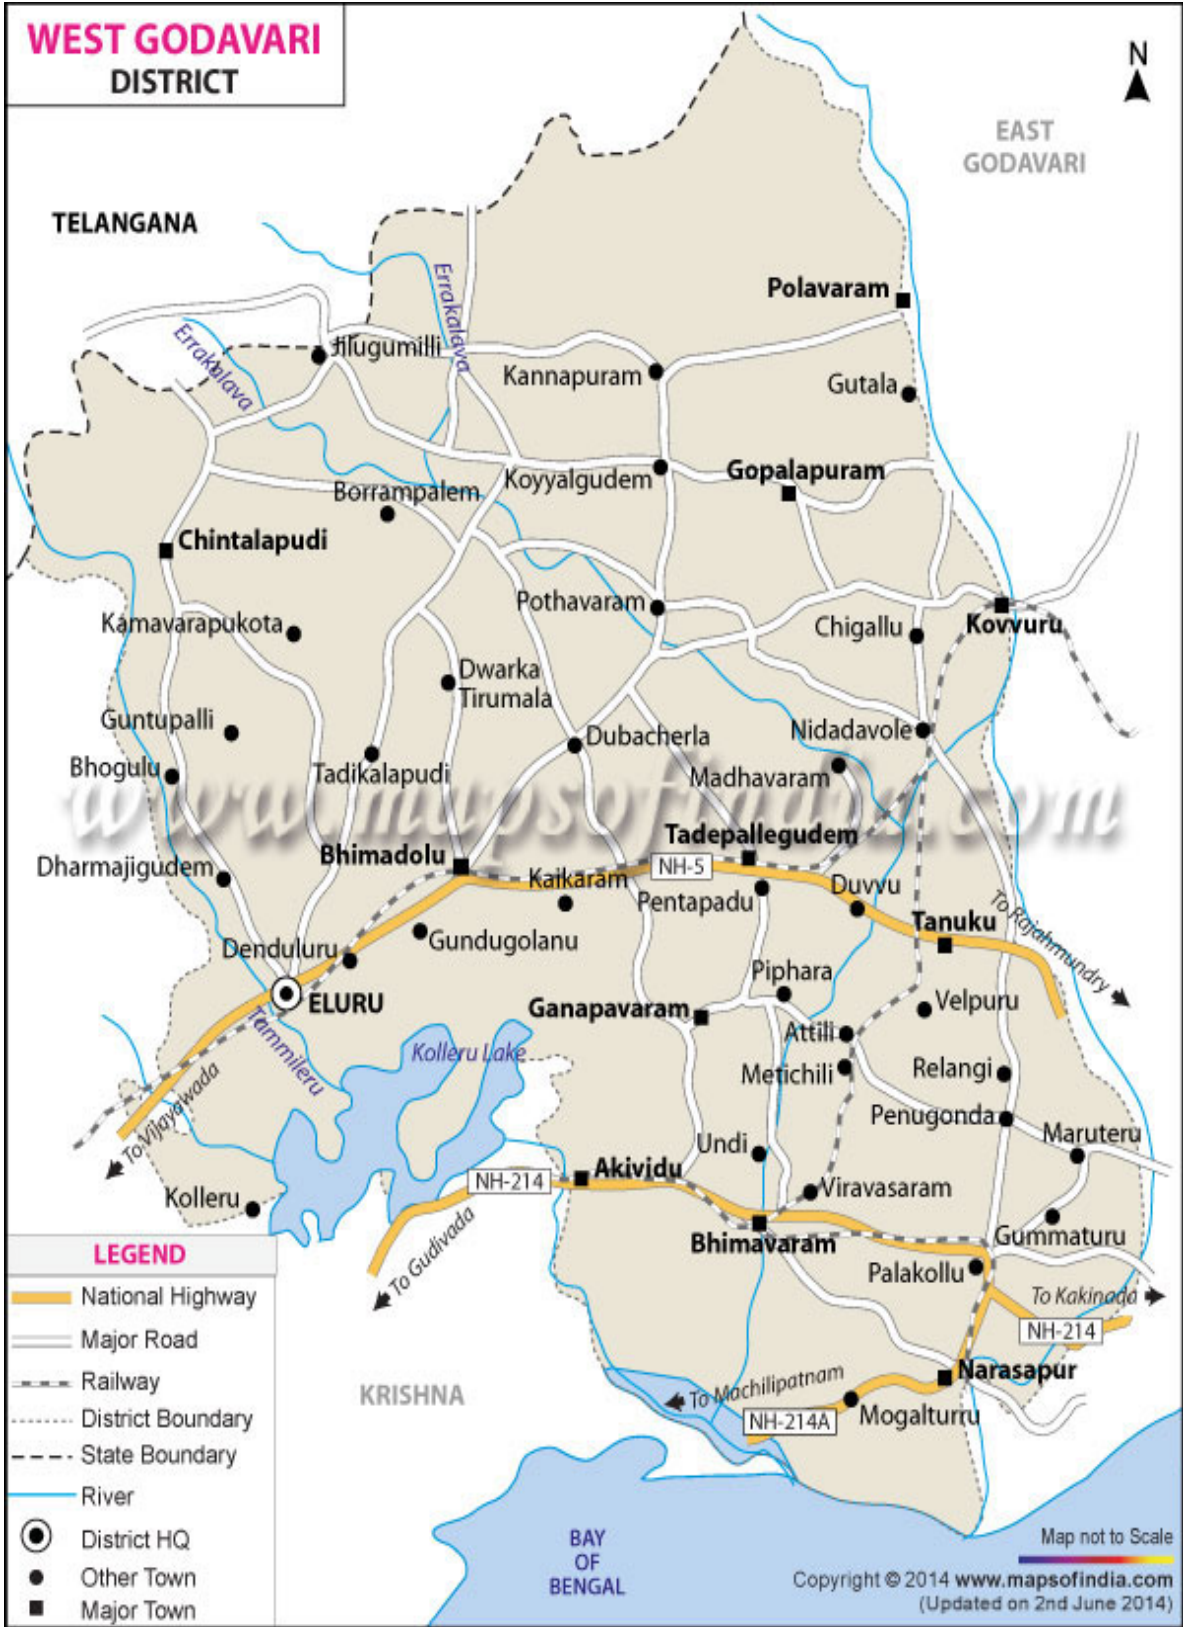 WEST GODAVARI
DISTRICT
N
EAST
GODAVARI
TELANGANA
Errakalava
Errakalava
Polavaram
Jilugumilli
Kannapuram
Gutala
Gopalapuram
Koyyalgudem
Borrampalem
Chintalapudi
Pothavaram
Kamavarapukota
Chigallu
Kovvuru
Dwarka
Tirumala
Guntupalli
Nidadavole
Dubacherla
Bhogulu
Tadikalapudi
Madhavaram
www.mapsofindia.com
Tadepallegudem
Bhimadolu
Dharmajigudem
NH-5
Kaikaram
Duvvu
Pentapadu
To Rajahmundry
Tanuku
Denduluru
Gundugolanu
Piphara
ELURU
Ganapavaram
Velpuru
Attili
Tammileru
Kolleru Lake
Metichili
Relangi
To Vijayawada
Penugonda
Maruteru
Undi
Akividu
NH-214
Viravasaram
Kolleru
Bhimavaram
Gummaturu
To Gudivada
Palakollu
To Kakinada
NH-214
Narasapur
To Machilipatnam
KRISHNA
Mogalturru
NH-214A
LEGEND
National Highway
Major Road
Railway
District Boundary
State Boundary
River
District HQ
Other Town
Major Town
BAY
OF
BENGAL
Map not to Scale
Copyright © 2014 www.mapsofindia.com
(Updated on 2nd June 2014)